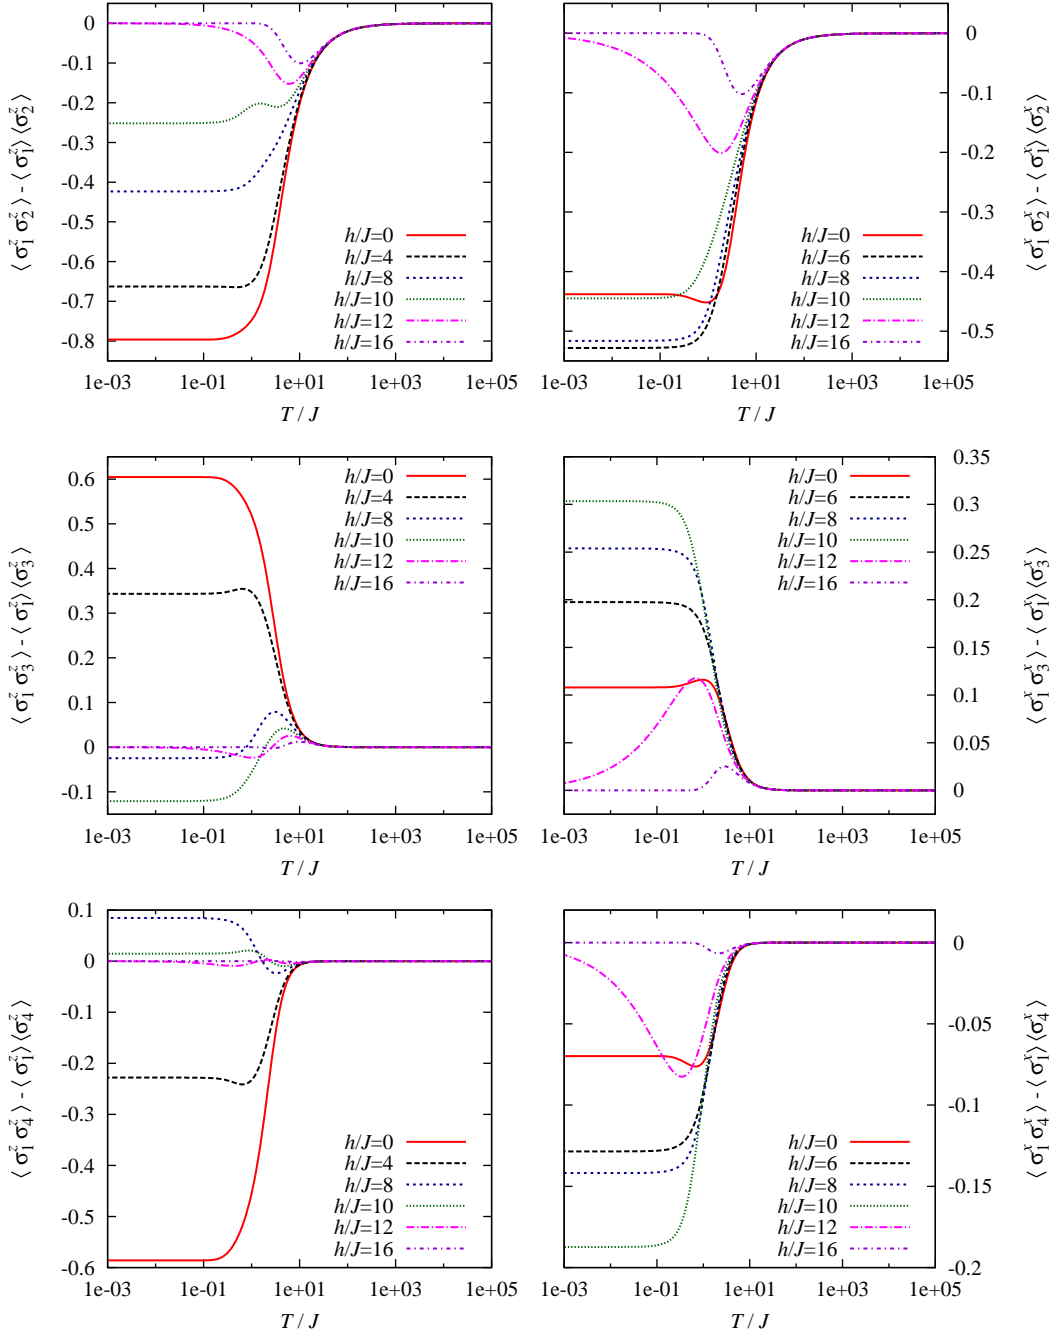 0
-0.1
-0.2
-0.3
-0.4
-0.5
-0.6
-0.7
-0.8
⟨ σ₁ᶻ σ₂ᶻ ⟩ - ⟨ σ₁ᶻ⟩ ⟨σ₂ᶻ ⟩
h/J=0
h/J=4
h/J=8
h/J=10
h/J=12
h/J=16
1e-03 1e-01 1e+01 1e+03 1e+05
T / J
0
-0.1
-0.2
-0.3
-0.4
-0.5
⟨ σ₁ˣ σ₂ˣ ⟩ - ⟨ σ₁ˣ⟩ ⟨σ₂ˣ ⟩
h/J=0
h/J=6
h/J=8
h/J=10
h/J=12
h/J=16
1e-03 1e-01 1e+01 1e+03 1e+05
T / J
0.6
0.5
0.4
0.3
0.2
0.1
0
-0.1
⟨ σ₁ᶻ σ₃ᶻ ⟩ - ⟨ σ₁ᶻ⟩ ⟨σ₃ᶻ ⟩
h/J=0
h/J=4
h/J=8
h/J=10
h/J=12
h/J=16
1e-03 1e-01 1e+01 1e+03 1e+05
T / J
0.35
0.3
0.25
0.2
0.15
0.1
0.05
0
⟨ σ₁ˣ σ₃ˣ ⟩ - ⟨ σ₁ˣ⟩ ⟨σ₃ˣ ⟩
h/J=0
h/J=6
h/J=8
h/J=10
h/J=12
h/J=16
1e-03 1e-01 1e+01 1e+03 1e+05
T / J
0.1
0
-0.1
-0.2
-0.3
-0.4
-0.5
-0.6
⟨ σ₁ᶻ σ₄ᶻ ⟩ - ⟨ σ₁ᶻ⟩ ⟨σ₄ᶻ ⟩
h/J=0
h/J=4
h/J=8
h/J=10
h/J=12
h/J=16
1e-03 1e-01 1e+01 1e+03 1e+05
T / J
0
-0.05
-0.1
-0.15
-0.2
⟨ σ₁ˣ σ₄ˣ ⟩ - ⟨ σ₁ˣ⟩ ⟨σ₄ˣ ⟩
h/J=0
h/J=6
h/J=8
h/J=10
h/J=12
h/J=16
1e-03 1e-01 1e+01 1e+03 1e+05
T / J